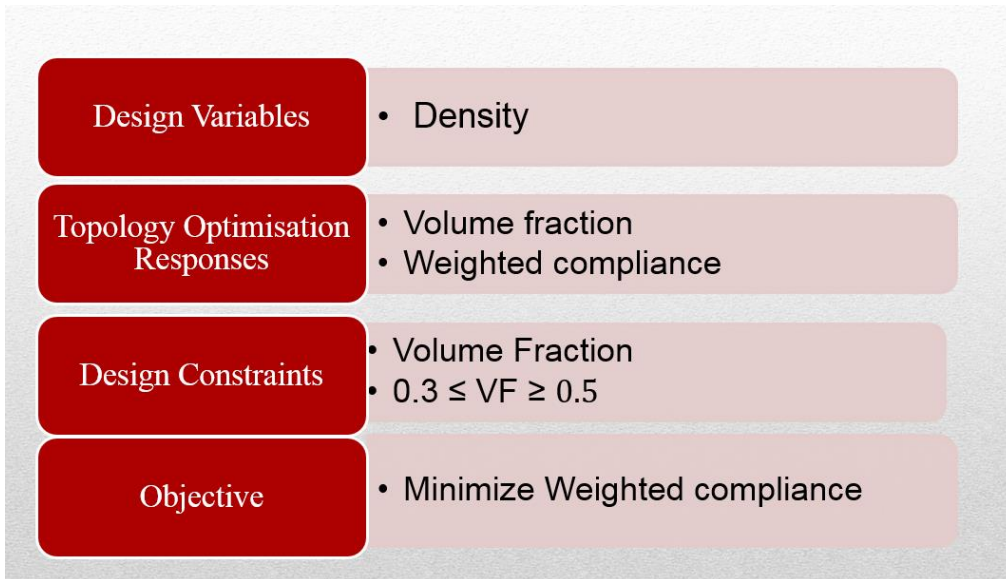 Design Variables
• Density
Topology Optimisation
Responses
• Volume fraction
• Weighted compliance
Design Constraints
• Volume Fraction
• 0.3 ≤ VF ≥ 0.5
Objective
• Minimize Weighted compliance